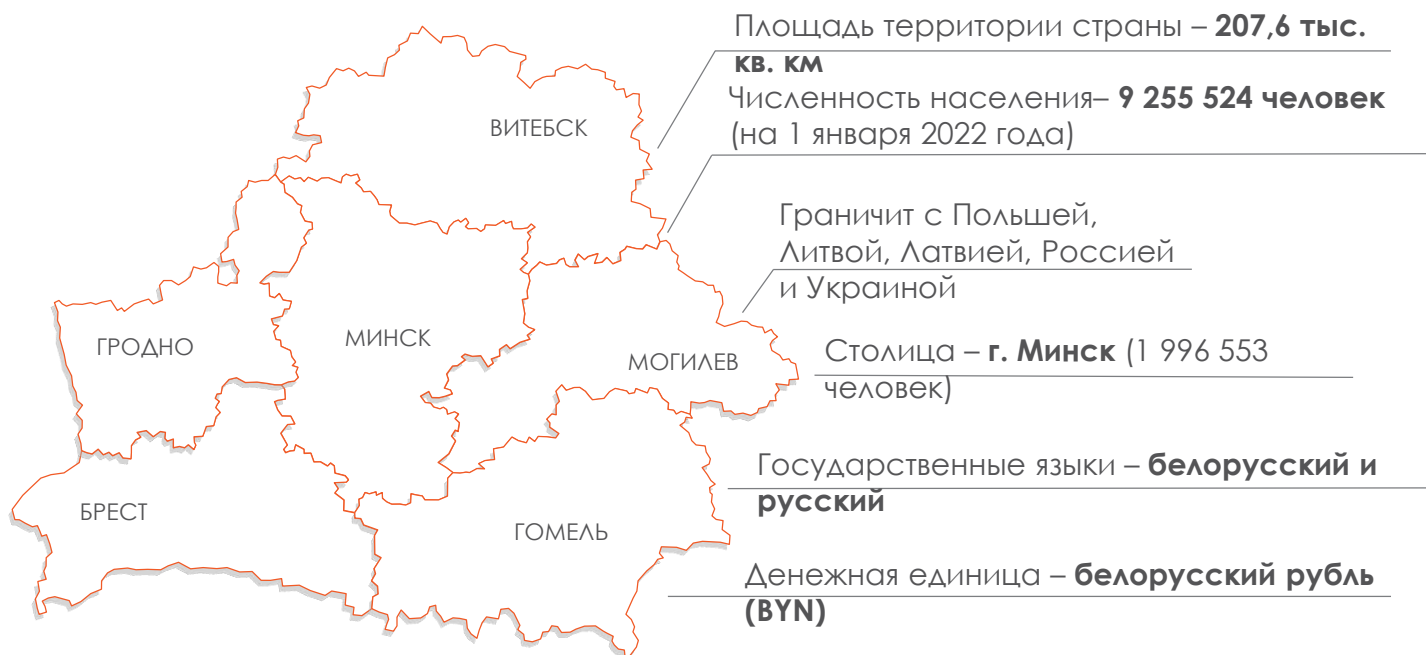 Площадь территории страны – 207,6 тыс.
кв. км
Численность населения– 9 255 524 человек
(на 1 января 2022 года)
ВИТЕБСК
Граничит с Польшей,
Литвой, Латвией, Россией
и Украиной
ГРОДНО
МИНСК
МОГИЛЕВ
Столица – г. Минск (1 996 553
человек)
Государственные языки – белорусский и
русский
БРЕСТ
ГОМЕЛЬ
Денежная единица – белорусский рубль
(BYN)